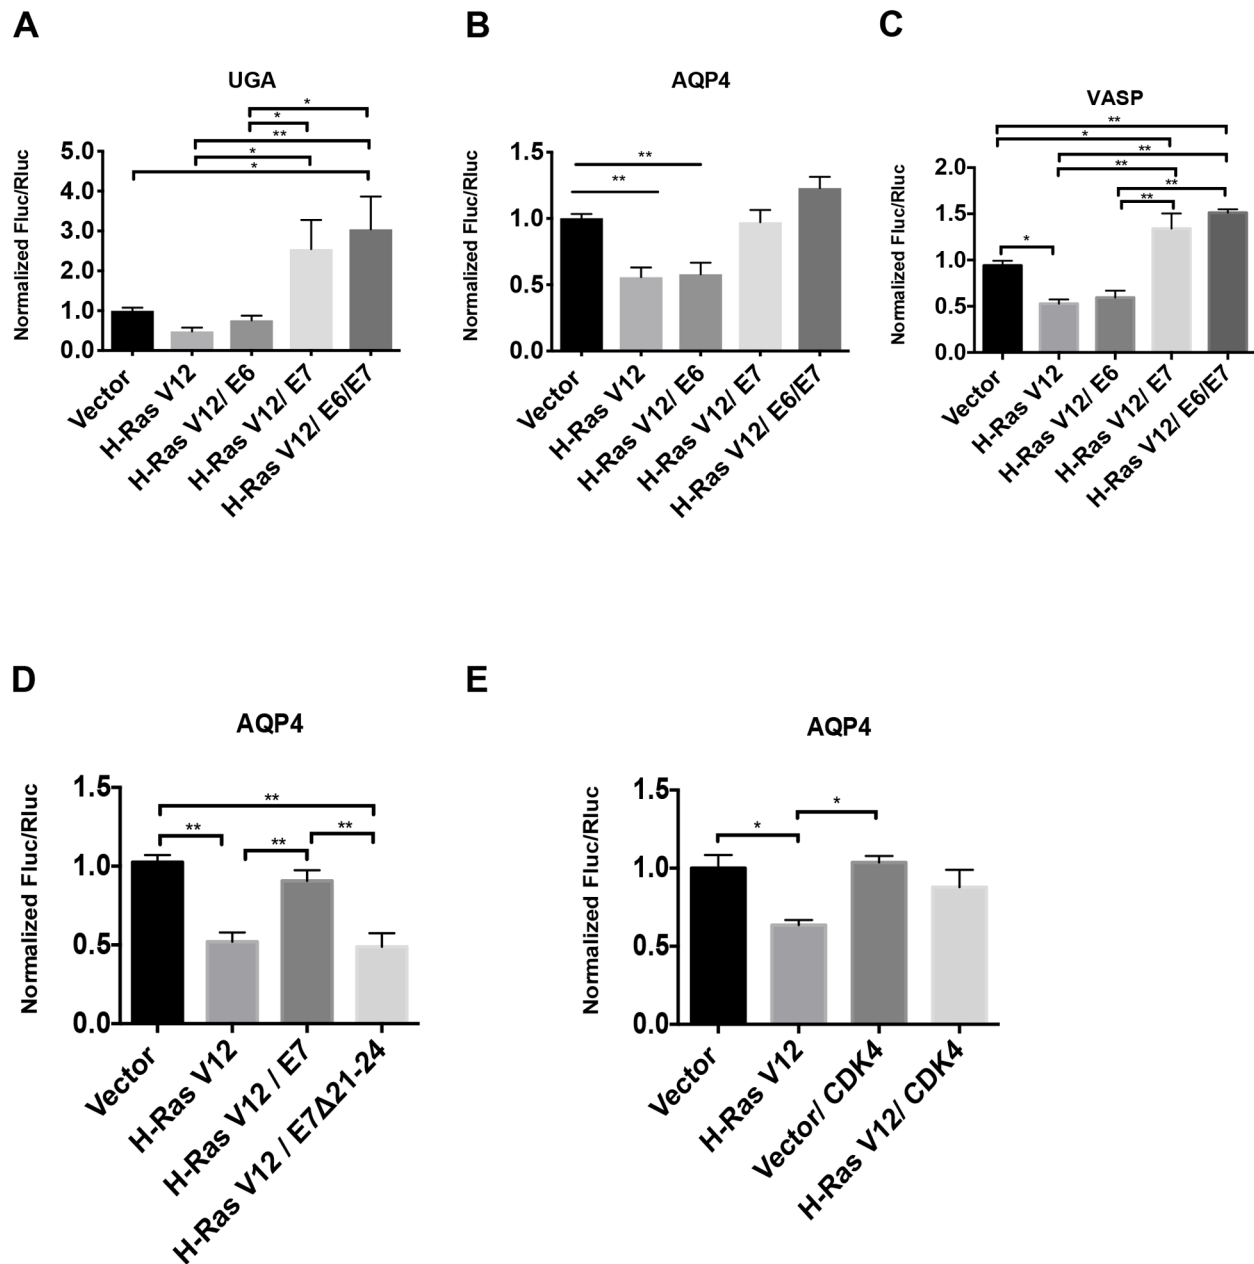 A
UGA
*
*
**
*
*
Normalized Fluc/Rluc
5.0
4.0
3.0
2.0
1.0
0.0
Vector
H-Ras V12
H-Ras V12/ E6
H-Ras V12/ E7
H-Ras V12/ E6/E7
B
AQP4
**
**
Normalized Fluc/Rluc
1.5
1.0
0.5
0.0
Vector
H-Ras V12
H-Ras V12/ E6
H-Ras V12/ E7
H-Ras V12/ E6/E7
C
VASP
**
*
**
**
**
**
*
Normalized Fluc/Rluc
2.0
1.5
1.0
0.5
0.0
Vector
H-Ras V12
H-Ras V12/ E6
H-Ras V12/ E7
H-Ras V12/ E6/E7
D
AQP4
**
**
**
**
Normalized Fluc/Rluc
1.5
1.0
0.5
0.0
Vector
H-Ras V12
H-Ras V12 / E7
H-Ras V12 / E7Δ21-24
E
AQP4
*
*
Normalized Fluc/Rluc
1.5
1.0
0.5
0.0
Vector
H-Ras V12
Vector/ CDK4
H-Ras V12/ CDK4